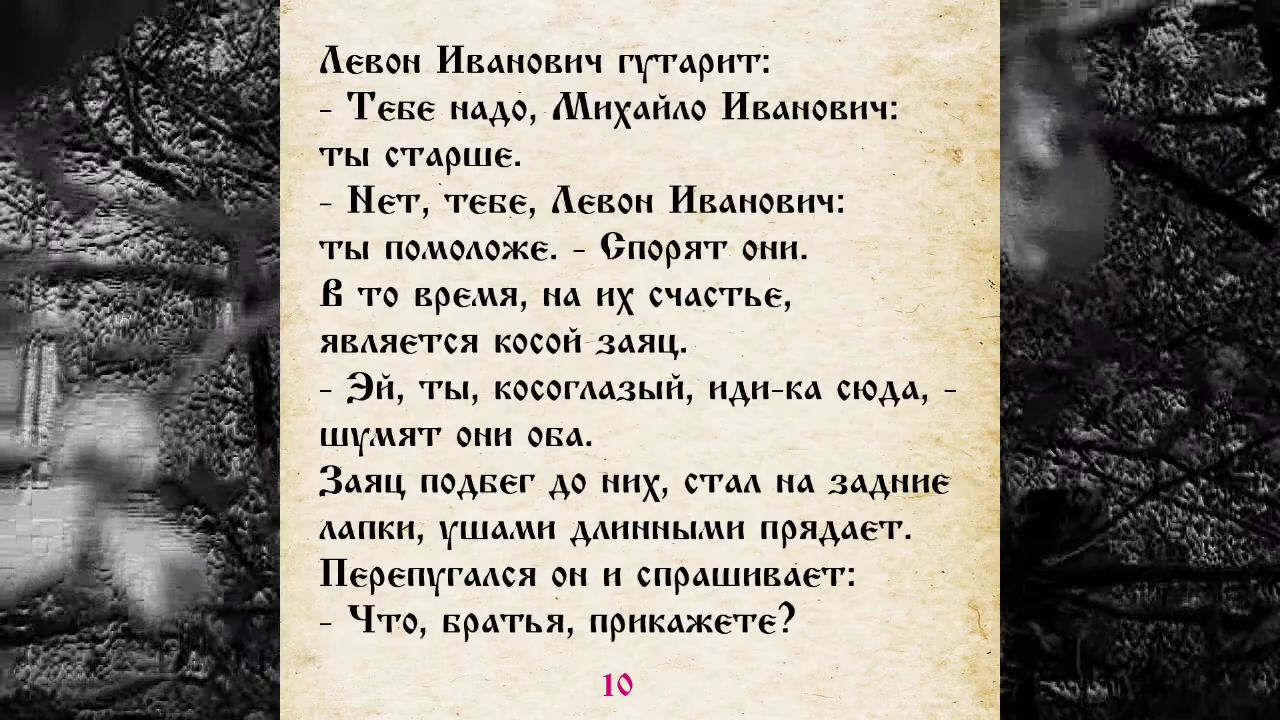 Левон Иванович гутарит:
- Тебе надо, Михайло Иванович:
ты старше.
- Нет, тебе, Левон Иванович:
ты помоложе. - Спорят они.
В то время, на их счастье,
является косой заяц.
- Эй, ты, косоглазый, иди-ка сюда, -
шумят они оба.
Заяц подбег до них, стал на задние
лапки, ушами длинными прядает.
Перепугался он и спрашивает:
- Что, братья, прикажете?
10